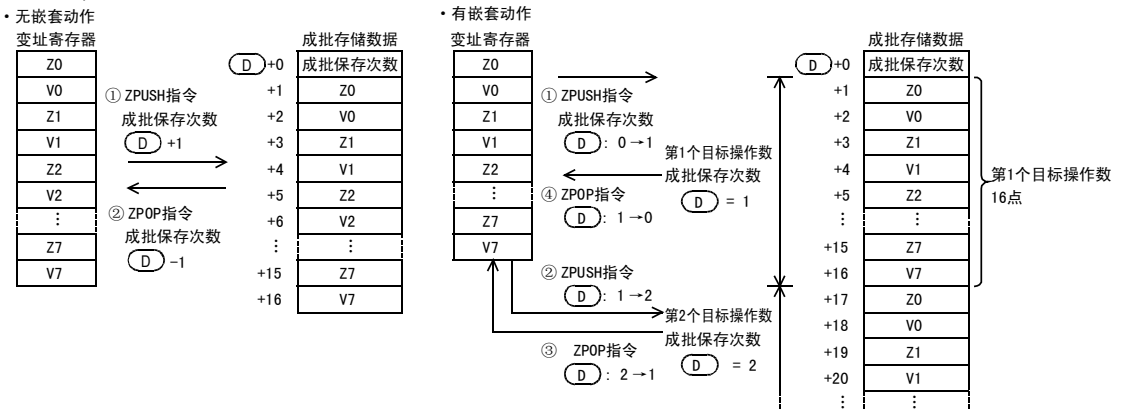 ・无嵌套动作
变址寄存器
Z0
V0
Z1
V1
Z2
V2
⋮
Z7
V7
① ZPUSH指令
成批保存次数
D +1
② ZPOP指令
成批保存次数
D -1
成批存储数据
D +0 成批保存次数
+1 Z0
+2 V0
+3 Z1
+4 V1
+5 Z2
+6 V2
⋮ ⋮
+15 Z7
+16 V7
・有嵌套动作
变址寄存器
Z0
V0
Z1
V1
Z2
⋮
Z7
V7
① ZPUSH指令
成批保存次数
D : 0→1
④ ZPOP指令
D : 1→0
第1个目标操作数
成批保存次数
D = 1
② ZPUSH指令
D : 1→2
③ ZPOP指令
D : 2→1
第2个目标操作数
成批保存次数
D = 2
成批存储数据
D +0 成批保存次数
+1 Z0
+2 V0
+3 Z1
+4 V1
+5 Z2
⋮ ⋮
+15 Z7
+16 V7
+17 Z0
+18 V0
+19 Z1
+20 V1
⋮ ⋮
第1个目标操作数
16点